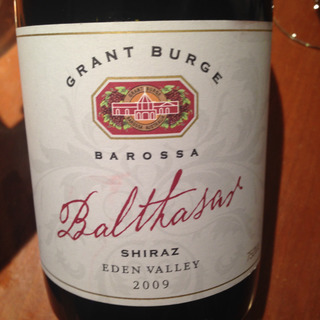 GRANT BURGE
BAROSSA
Balthasar
SHIRAZ
EDEN VALLEY
2009